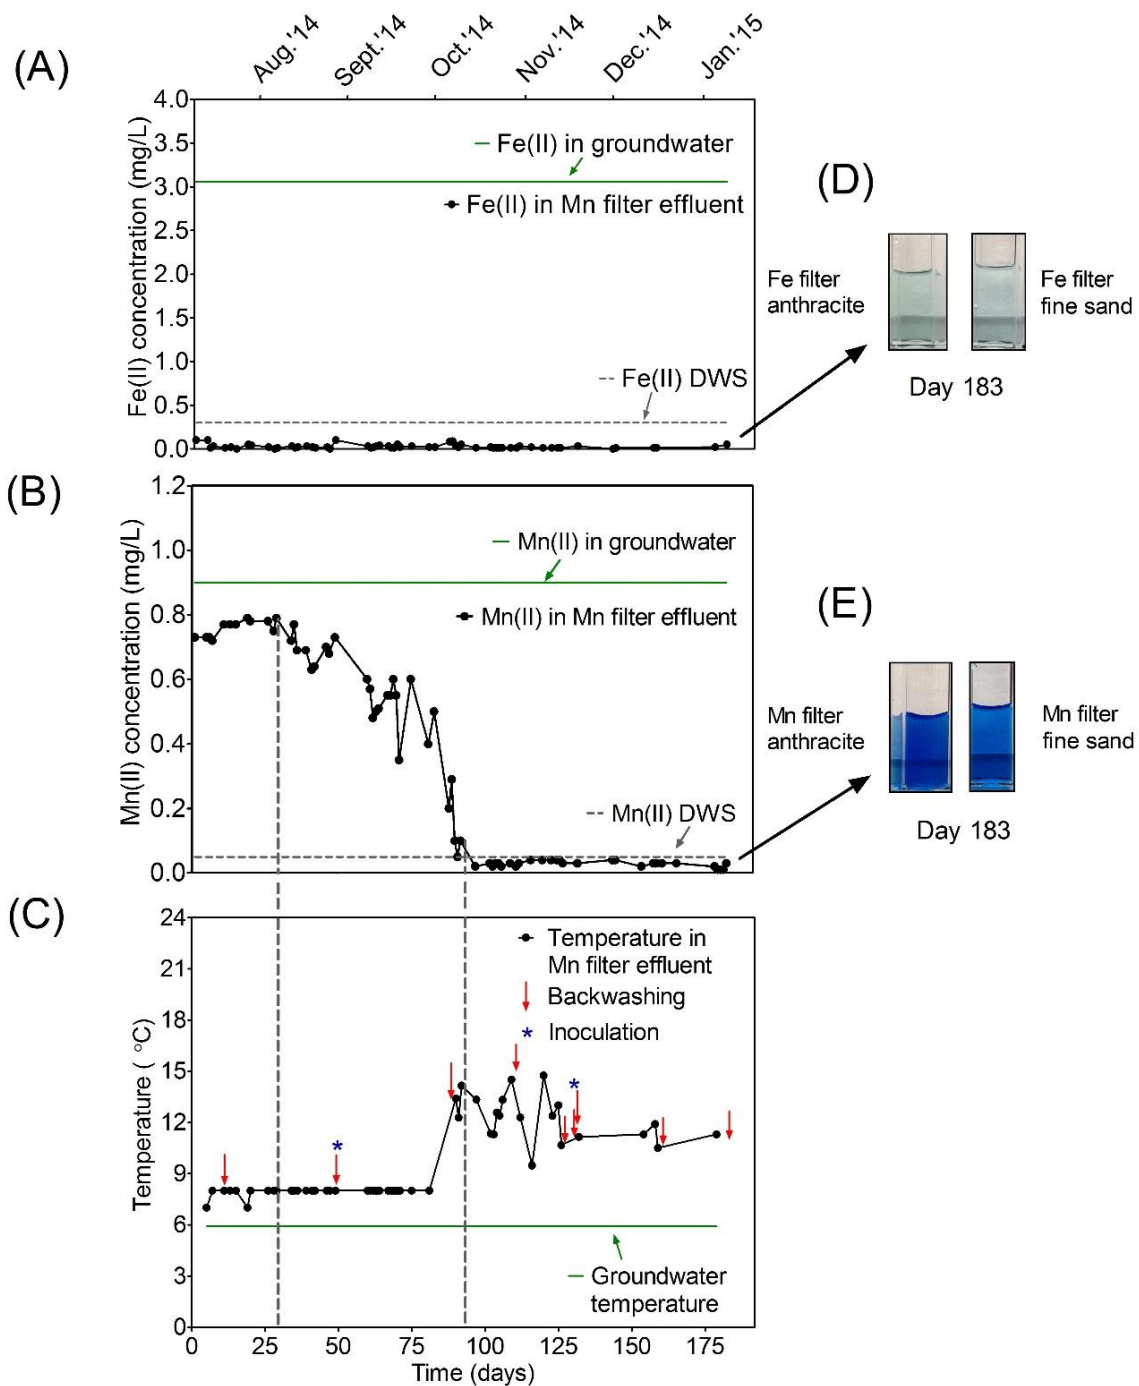 (A)
Aug.'14
Sept.'14
Oct.'14
Nov.'14
Dec.'14
Jan.'15
Fe(II) concentration (mg/L)
4.0
3.5
3.0
2.5
2.0
1.5
1.0
0.5
0.0
Fe(II) in groundwater
Fe(II) in Mn filter effluent
Fe(II) DWS
(D)
Fe filter
anthracite
Fe filter
fine sand
Day 183
(B)
Mn(II) concentration (mg/L)
1.2
1.0
0.8
0.6
0.4
0.2
0.0
Mn(II) in groundwater
Mn(II) in Mn filter effluent
Mn(II) DWS
(E)
Mn filter
anthracite
Mn filter
fine sand
Day 183
(C)
Temperature ( °C)
24
21
18
15
12
9
6
3
0
Temperature in
Mn filter effluent
Backwashing
* Inoculation
*
*
Groundwater
temperature
0
25
50
75
100
125
150
175
Time (days)